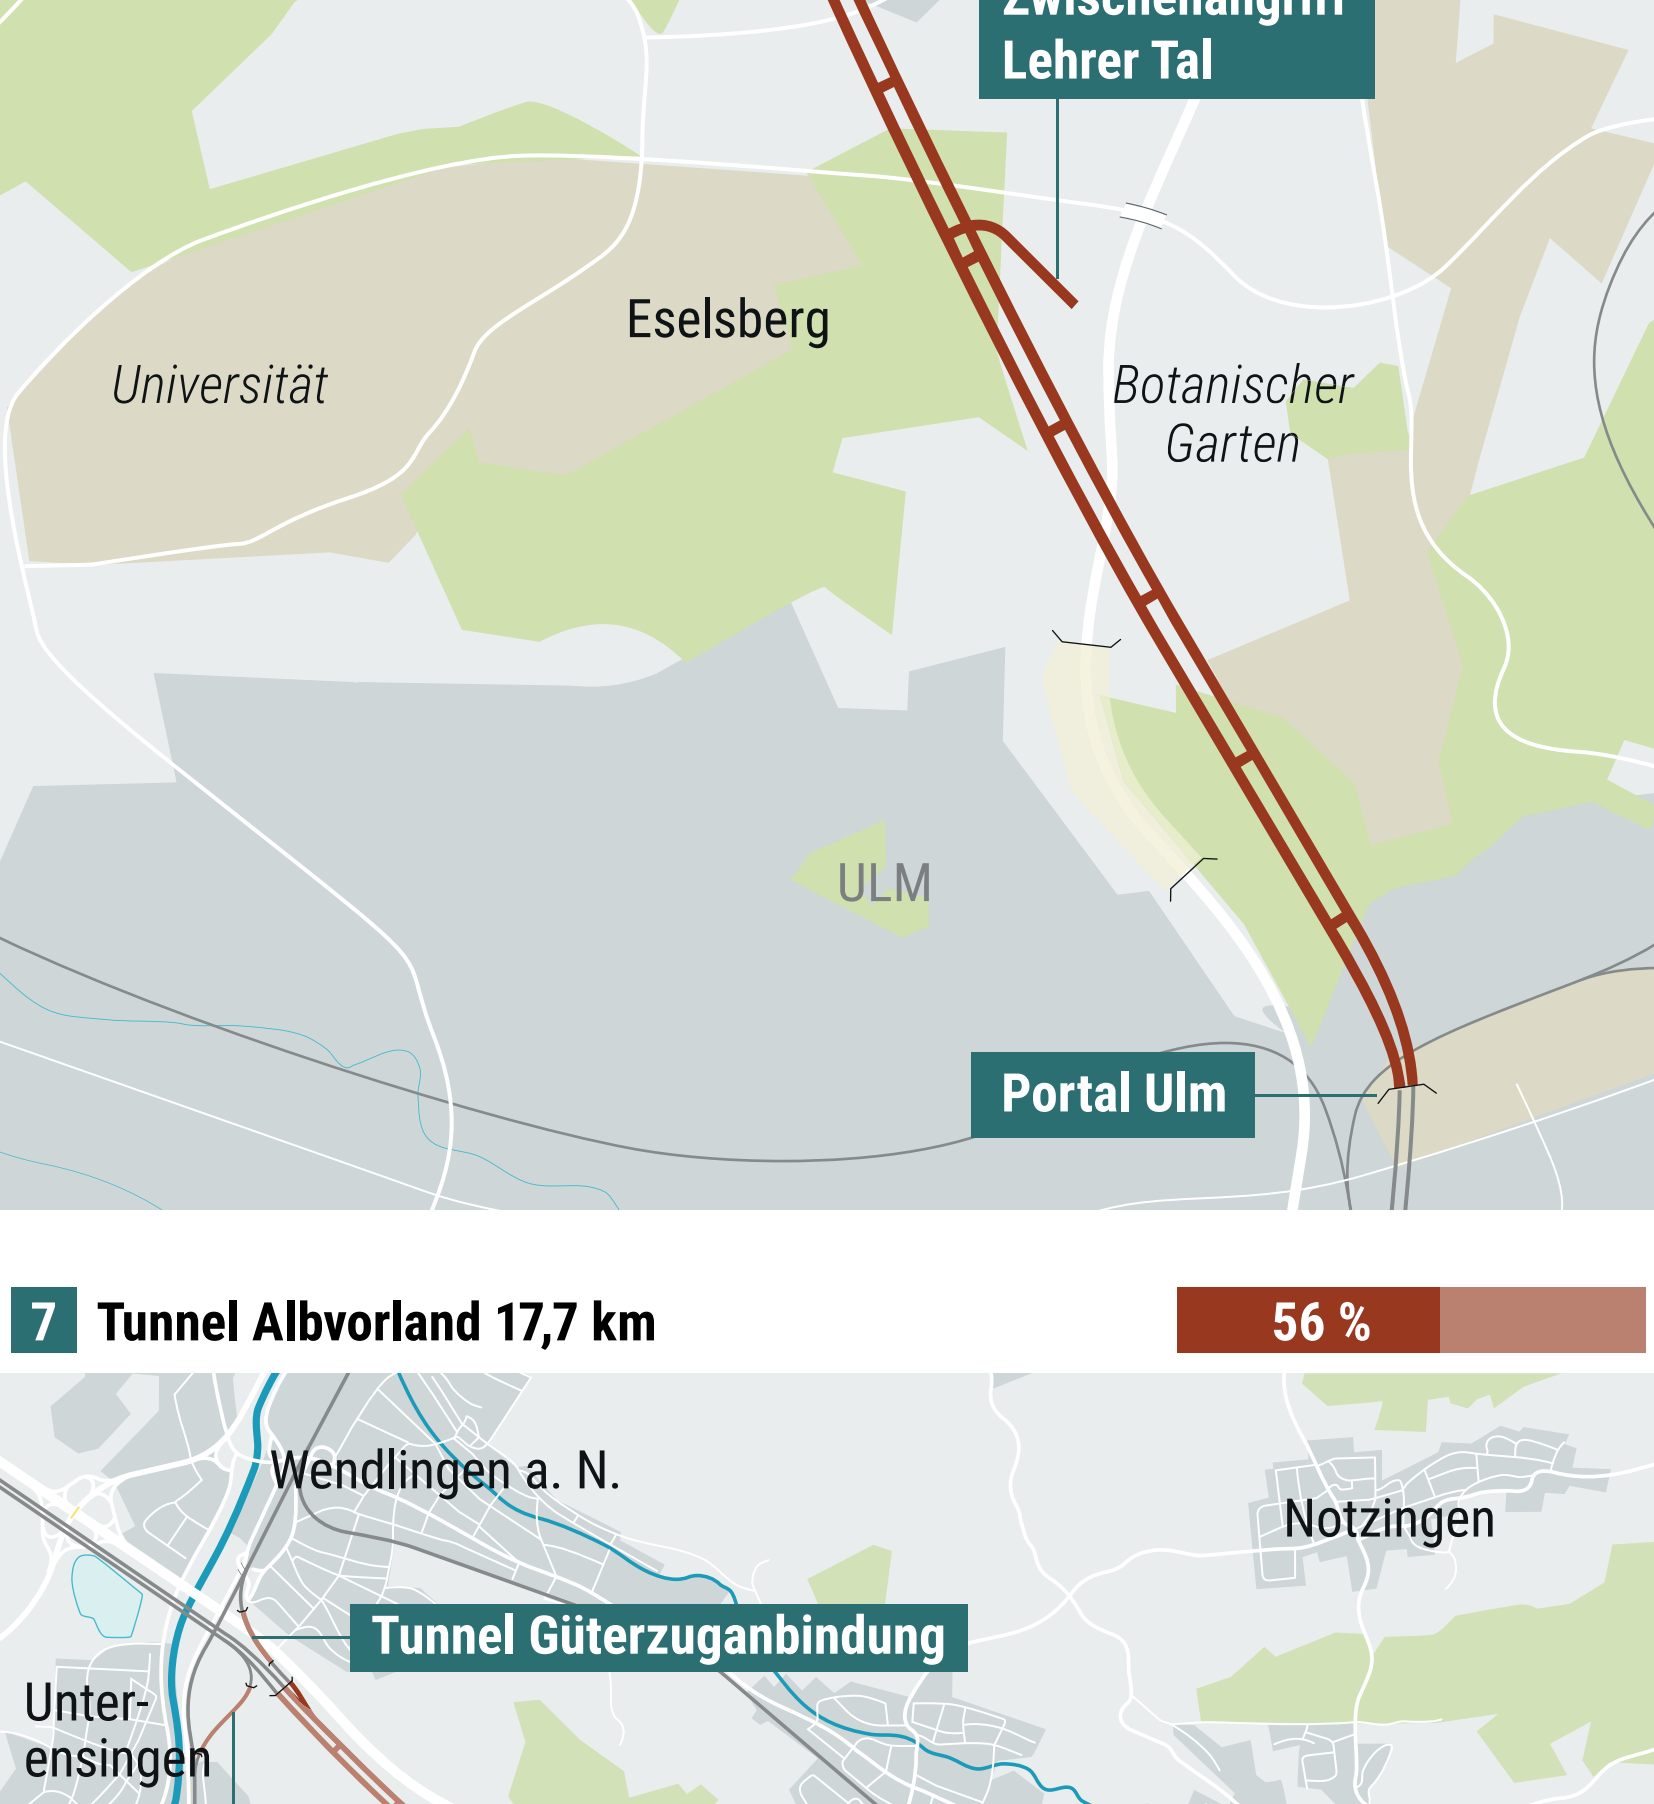 Zwischenangriff
Lehrer Tal
Eselsberg
Universität
Botanischer
Garten
ULM
Portal Ulm
7 Tunnel Albvorland 17,7 km 56 %
Wendlingen a. N.
Notzingen
Tunnel Güterzuganbindung
Unter-
ensingen